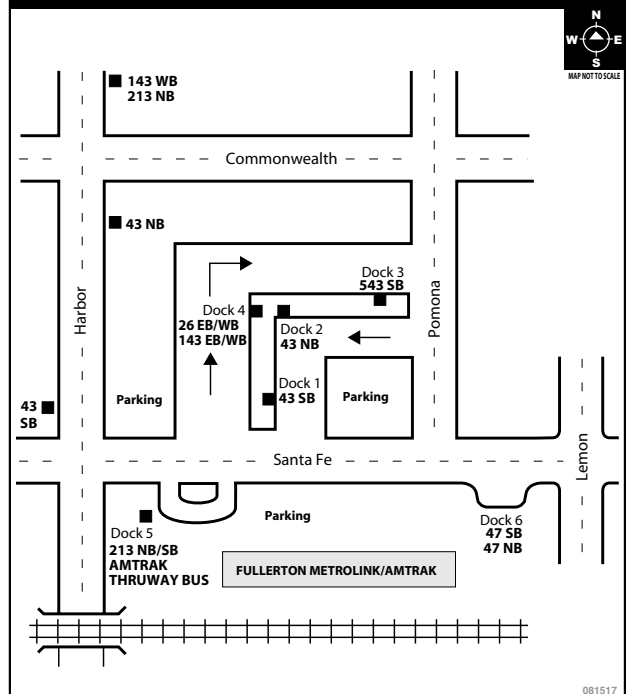 N
W E
S
MAP NOT TO SCALE
143 WB
213 NB
Commonwealth
43 NB
Harbor
Pomona
Dock 3
543 SB
Dock 4
26 EB/WB
143 EB/WB
Dock 2
43 NB
Dock 1
43 SB
Parking
Parking
43
SB
Santa Fe
Lemon
Parking
Dock 5
213 NB/SB
AMTRAK
THRUWAY BUS
Dock 6
47 SB
47 NB
FULLERTON METROLINK/AMTRAK
081517